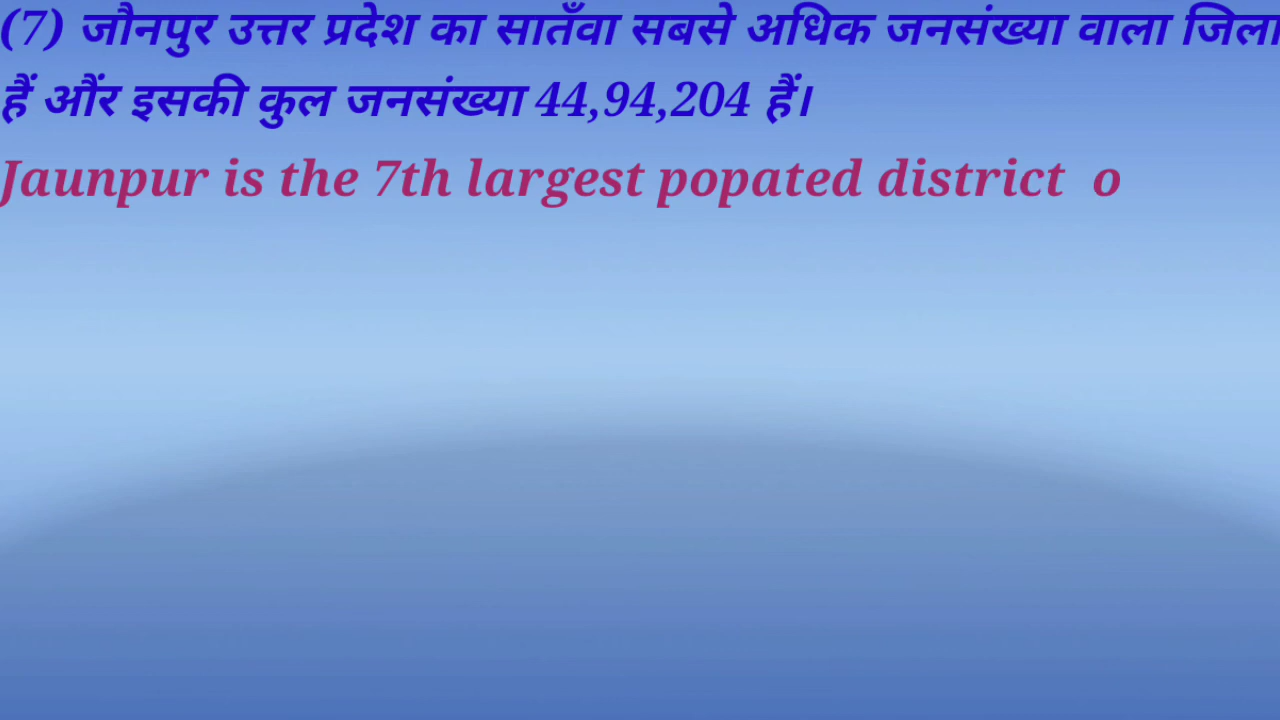 (7) जौनपुर उत्तर प्रदेश का सातँवा सबसे अधिक जनसंख्या वाला जिला
हैं औंर इसकी कुल जनसंख्या 44,94,204 हैं।
Jaunpur is the 7th largest popated district o